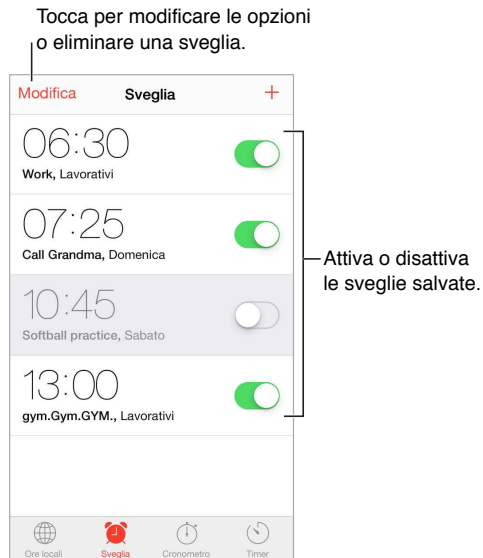 Tocca per modificare le opzioni
o eliminare una sveglia.
Modifica Sveglia +
06:30
Work, Lavorativi
07:25
Call Grandma, Domenica
10:45
Softball practice, Sabato
13:00
gym.Gym.GYM., Lavorativi
Attiva o disattiva
le sveglie salvate.
Ore locali Sveglia Cronometro Timer